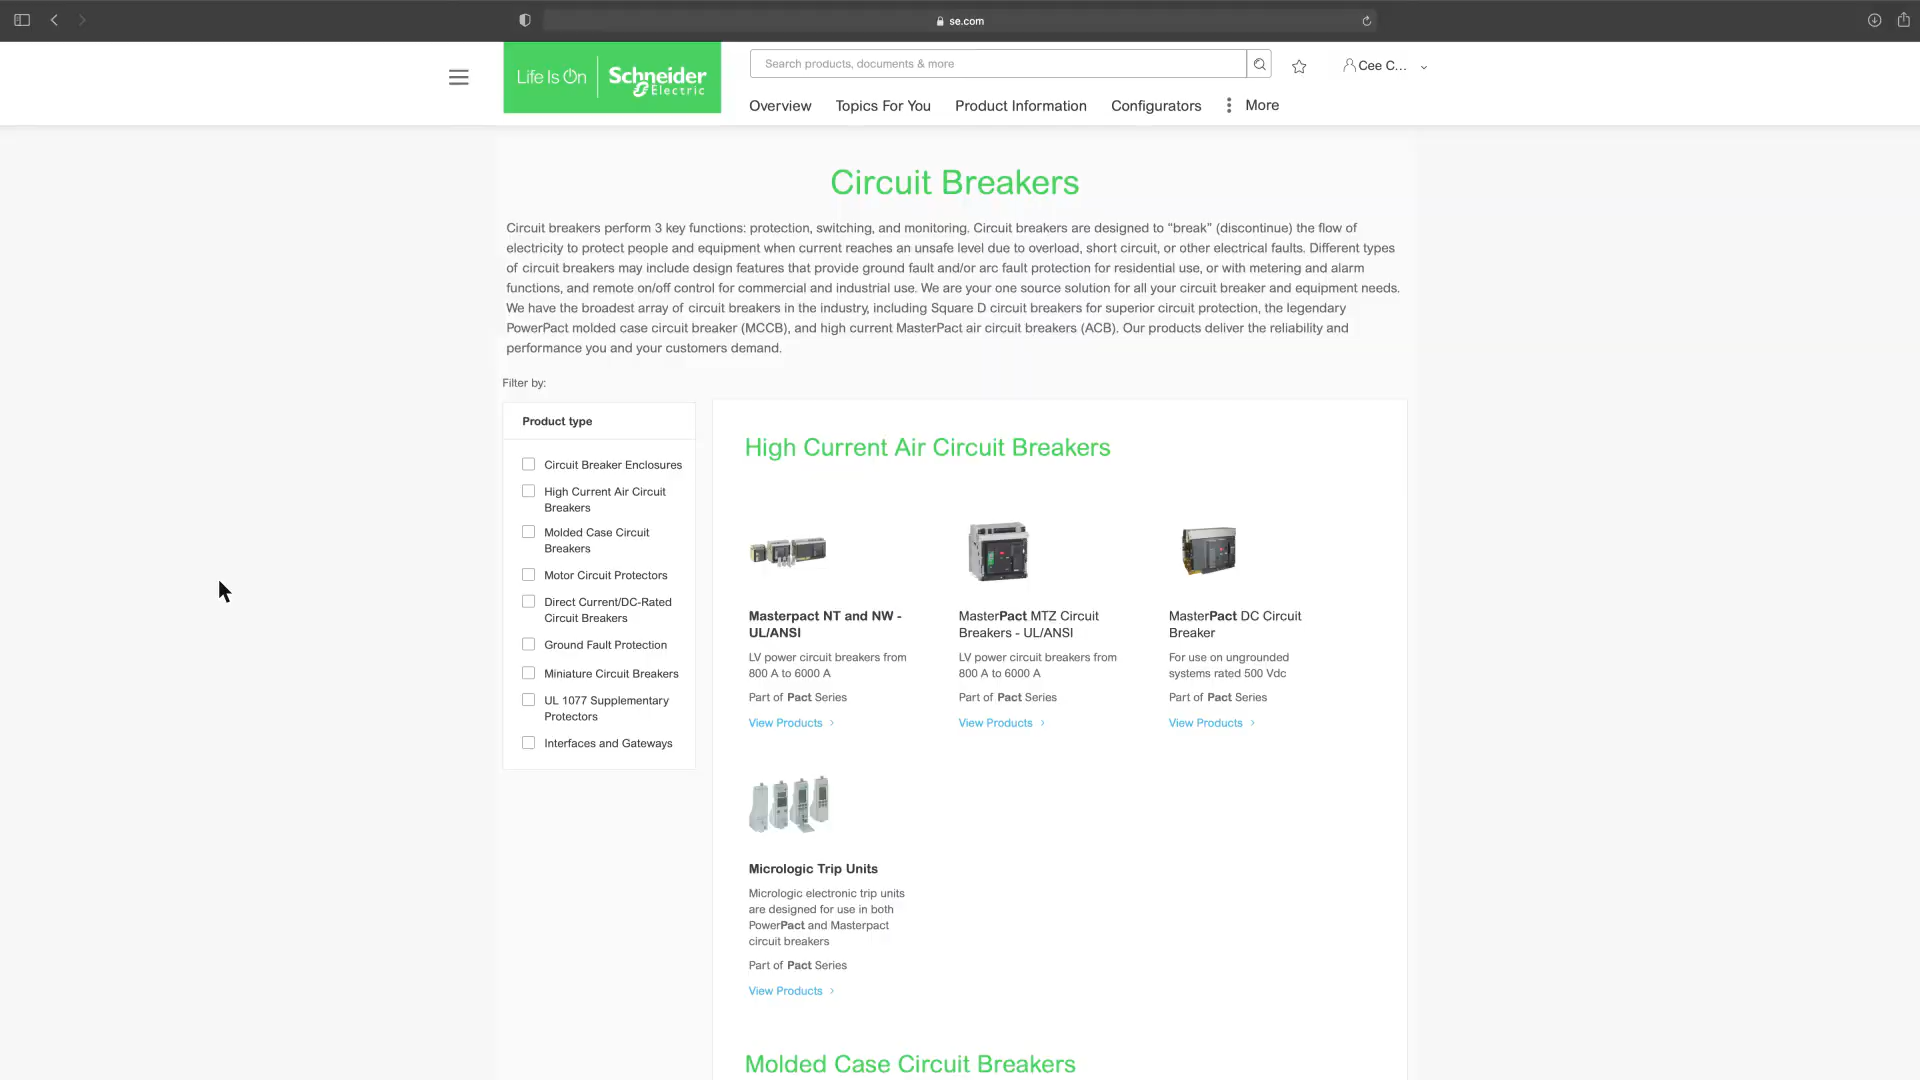 se.com
Life Is On
Schneider
Electric
Search products, documents & more
Cee C...
Overview
Topics For You
Product Information
Configurators
More
Circuit Breakers
Circuit breakers perform 3 key functions: protection, switching, and monitoring. Circuit breakers are designed to “break” (discontinue) the flow of
electricity to protect people and equipment when current reaches an unsafe level due to overload, short circuit, or other electrical faults. Different types
of circuit breakers may include design features that provide ground fault and/or arc fault protection for residential use, or with metering and alarm
functions, and remote on/off control for commercial and industrial use. We are your one source solution for all your circuit breaker and equipment needs.
We have the broadest array of circuit breakers in the industry, including Square D circuit breakers for superior circuit protection, the legendary
PowerPact molded case circuit breaker (MCCB), and high current MasterPact air circuit breakers (ACB). Our products deliver the reliability and
performance you and your customers demand.
Filter by:
Product type
Circuit Breaker Enclosures
High Current Air Circuit
Breakers
Molded Case Circuit
Breakers
Motor Circuit Protectors
Direct Current/DC-Rated
Circuit Breakers
Ground Fault Protection
Miniature Circuit Breakers
UL 1077 Supplementary
Protectors
Interfaces and Gateways
High Current Air Circuit Breakers
Masterpact NT and NW -
UL/ANSI
LV power circuit breakers from
800 A to 6000 A
Part of Pact Series
View Products
MasterPact MTZ Circuit
Breakers - UL/ANSI
LV power circuit breakers from
800 A to 6000 A
Part of Pact Series
View Products
MasterPact DC Circuit
Breaker
For use on ungrounded
systems rated 500 Vdc
Part of Pact Series
View Products
Micrologic Trip Units
Micrologic electronic trip units
are designed for use in both
PowerPact and Masterpact
circuit breakers
Part of Pact Series
View Products
Molded Case Circuit Breakers